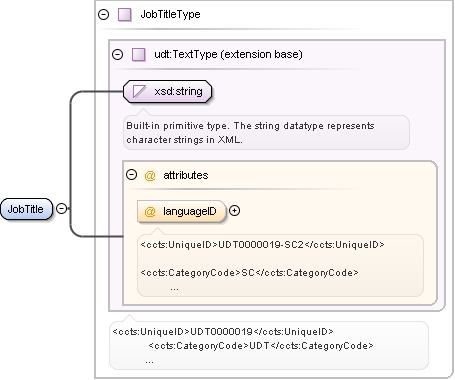 JobTitleType
udt:TextType (extension base)
xsd:string
Built-in primitive type. The string datatype represents
character strings in XML.
@ attributes
JobTitle
@ languageID
<ccts:UniqueID>UDT0000019-SC2</ccts:UniqueID>
<ccts:CategoryCode>SC</ccts:CategoryCode>
...
<ccts:UniqueID>UDT0000019</ccts:UniqueID>
<ccts:CategoryCode>UDT</ccts:CategoryCode>
...